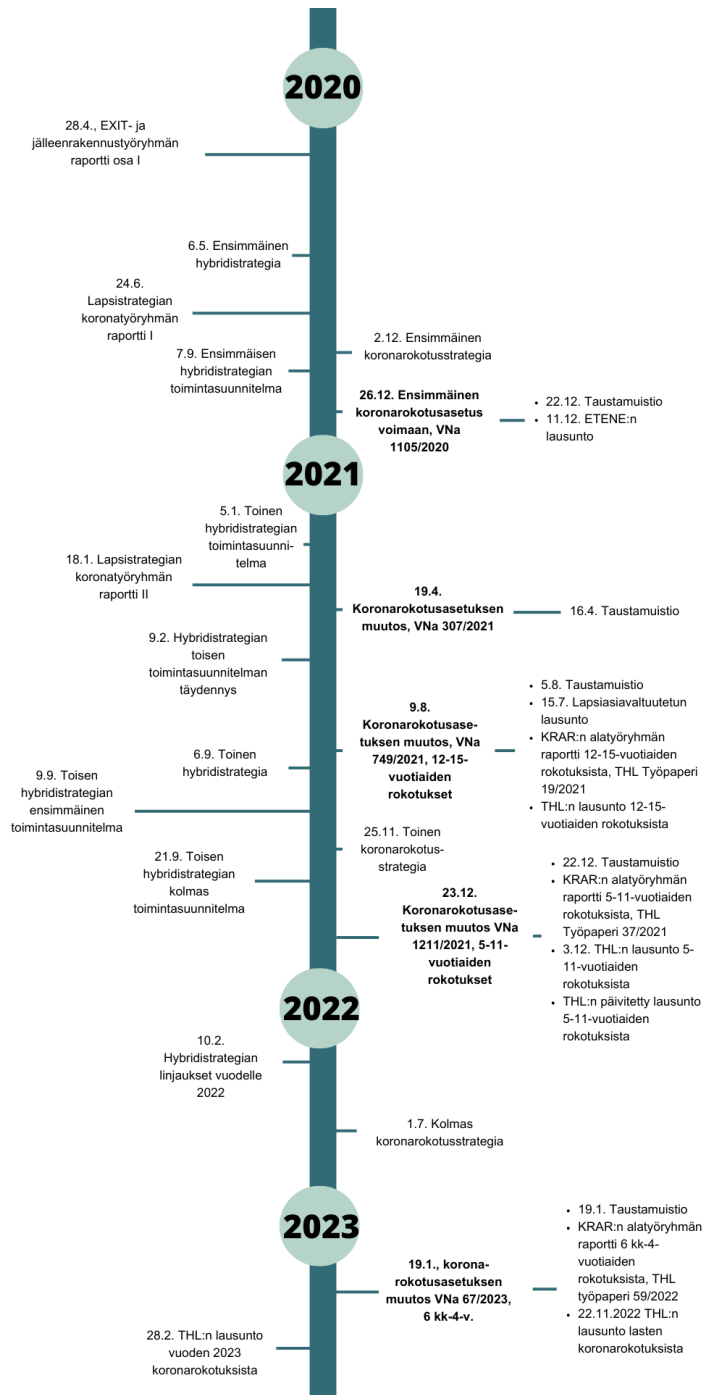 2020
28.4., EXIT- ja
jälleenrakennustyöryhmän
raportti osa I
6.5. Ensimmäinen
hybridistrategia
24.6.
Lapsistrategian
koronatyöryhmän
raportti I
2.12. Ensimmäinen
koronarokotusstrategia
7.9. Ensimmäisen
hybridistrategian
toimintasuunnitelma
26.12. Ensimmäinen
koronarokotusasetus
voimaan, VNa
1105/2020
• 22.12. Taustamuistio
• 11.12. ETENE:n
lausunto
2021
5.1. Toinen
hybridistrategian
toimintasuunni-
telma
18.1. Lapsistrategian
koronatyöryhmän
raportti II
19.4.
Koronarokotusasetuksen
muutos, VNa 307/2021
16.4. Taustamuistio
9.2. Hybridistrategian
toisen
toimintasuunnitelman
täydennys
9.8.
Koronarokotusase-
tuksen muutos, VNa
749/2021, 12-15-
vuotiaiden
rokotukset
• 5.8. Taustamuistio
• 15.7. Lapsiasiavaltuutetun
lausunto
• KRAR:n alatyöryhmän
raportti 12-15-vuotiaiden
rokotuksista, THL Työpaperi
19/2021
• THL:n lausunto 12-15-
vuotiaiden rokotuksista
6.9. Toinen
hybridistrategia
9.9. Toisen
hybridistrategian
ensimmäinen
toimintasuunnitelma
25.11. Toinen
koronarokotus-
strategia
21.9. Toisen
hybridistrategian
kolmas
toimintasuunnitelma
23.12.
Koronarokotusase-
tuksen muutos VNa
1211/2021, 5-11-
vuotiaiden
rokotukset
• 22.12. Taustamuistio
• KRAR:n alatyöryhmän
raportti 5-11-vuotiaiden
rokotuksista, THL
Työpaperi 37/2021
• 3.12. THL:n lausunto 5-
11-vuotiaiden
rokotuksista
• THL:n päivitetty lausunto
5-11-vuotiaiden
rokotuksista
2022
10.2.
Hybridistrategian
linjaukset vuodelle
2022
1.7. Kolmas
koronarokotusstrategia
2023
19.1., korona-
rokotusasetuksen
muutos VNa 67/2023,
6 kk-4-v.
• 19.1. Taustamuistio
• KRAR:n alatyöryhmän
raportti 6 kk-4-
vuotiaiden
rokotuksista, THL
työpaperi 59/2022
• 22.11.2022 THL:n
lausunto lasten
koronarokotuksista
28.2. THL:n lausunto
vuoden 2023
koronarokotuksista